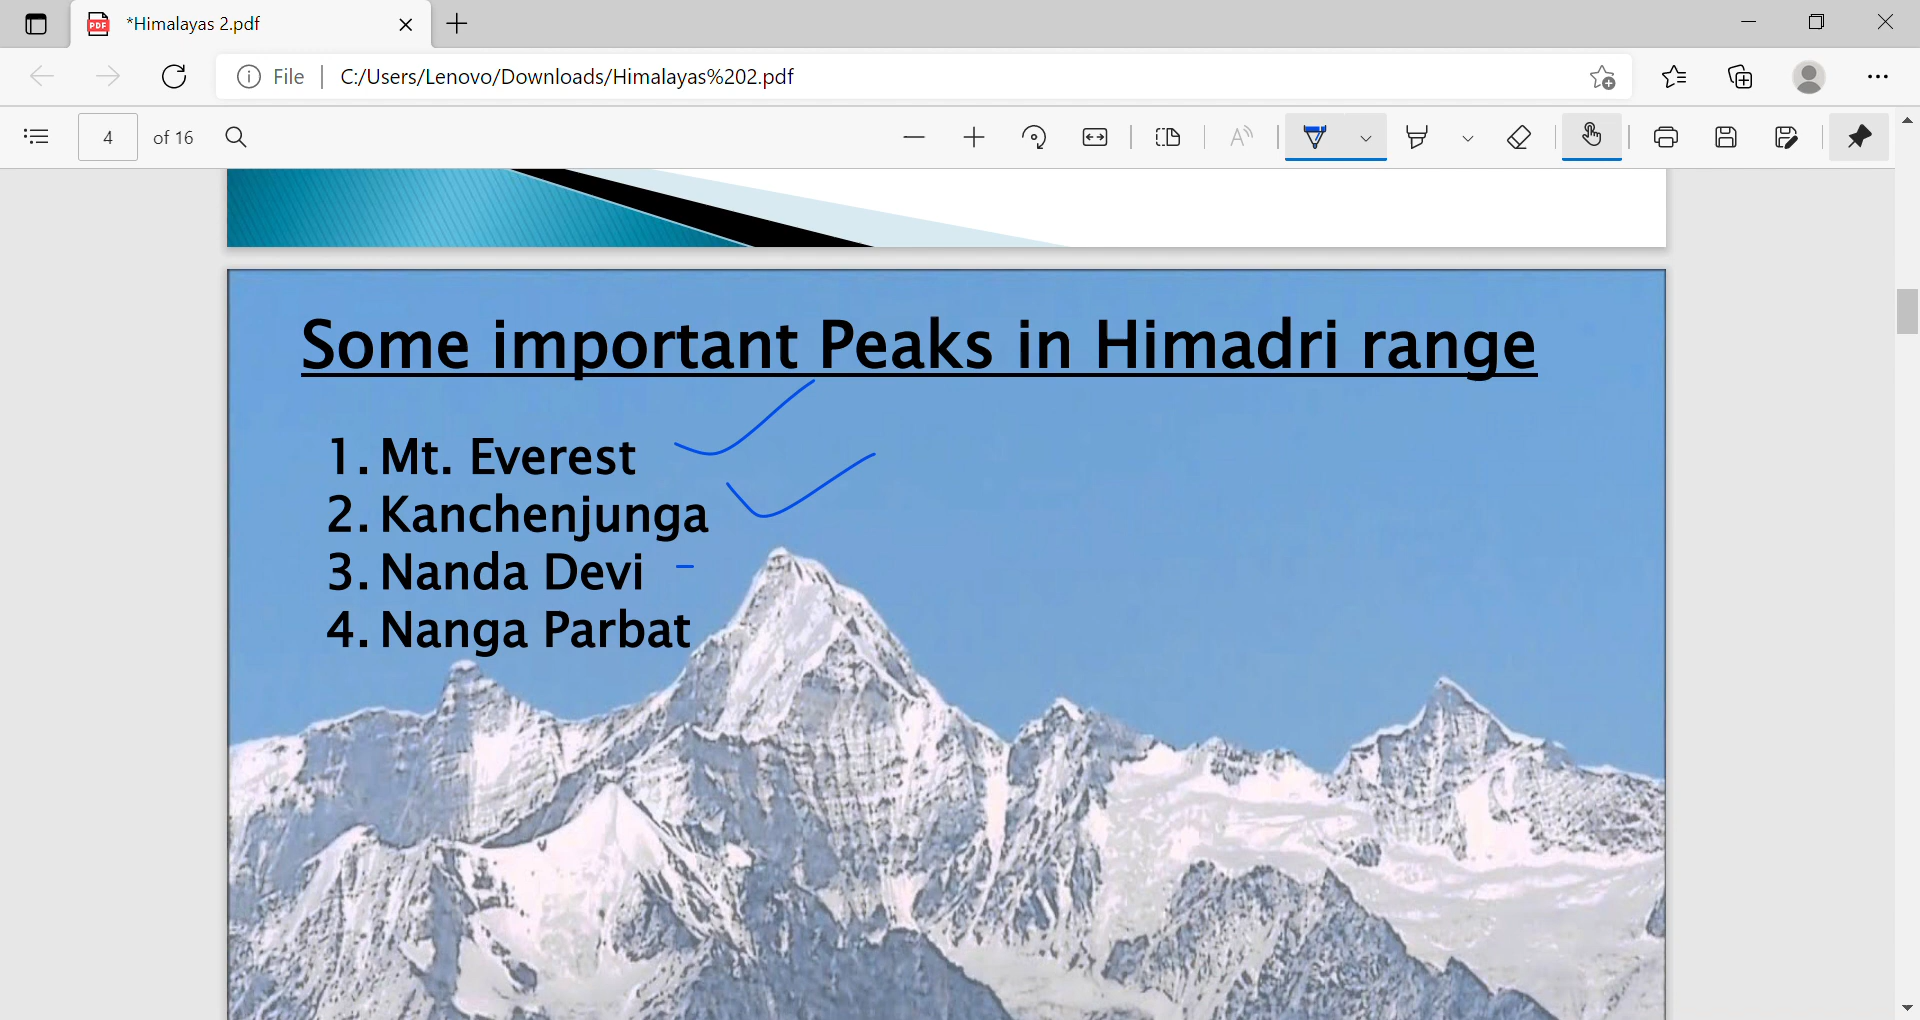 *Himalayas 2.pdf
File C:/Users/Lenovo/Downloads/Himalayas%202.pdf
4 of 16
Some important Peaks in Himadri range
1. Mt. Everest
2. Kanchenjunga
3. Nanda Devi
4. Nanga Parbat